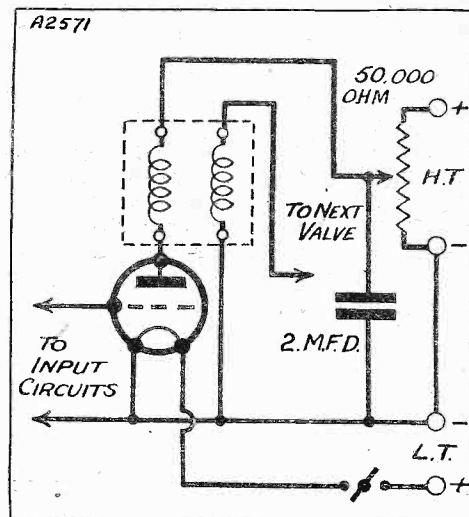 A2571
50.000
OHM
+
H.T
-
TO NEXT
VALVE
2.M.F.D.
TO
INPUT
CIRCUITS
-
L.T.
+